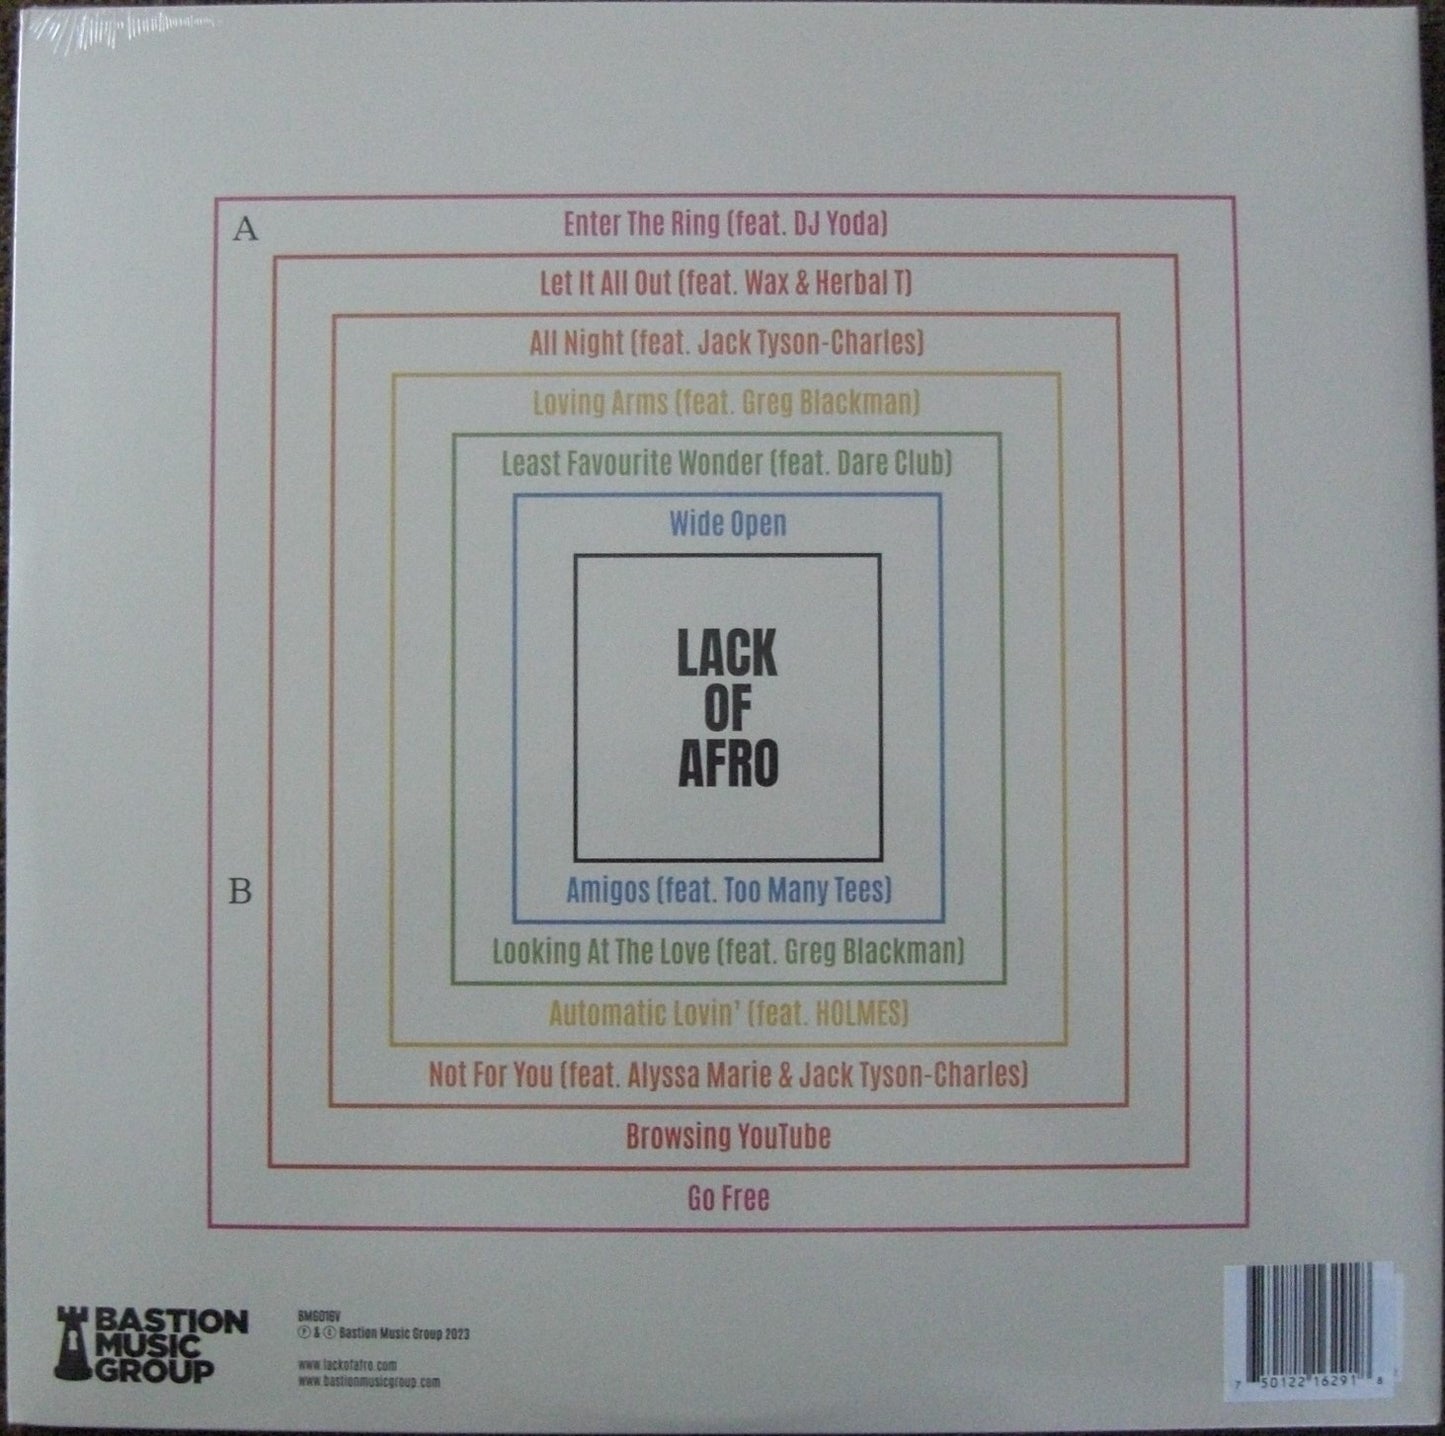 A
Enter The Ring (feat. DJ Yoda)
Let It All Out (feat. Wax & Herbal T)
All Night (feat. Jack Tyson-Charles)
Loving Arms (feat. Greg Blackman)
Least Favourite Wonder (feat. Dare Club)
Wide Open
LACK
OF
AFRO
B
Amigos (feat. Too Many Tees)
Looking At The Love (feat. Greg Blackman)
Automatic Lovin' (feat. HOLMES)
Not For You (feat. Alyssa Marie & Jack Tyson-Charles)
Browsing YouTube
Go Free
BASTION
MUSIC
GROUP
BMG016V
Ⓟ & © Bastion Music Group 2023
www.lackofafro.com
www.bastionmusicgroup.com
7 50122 16291 8